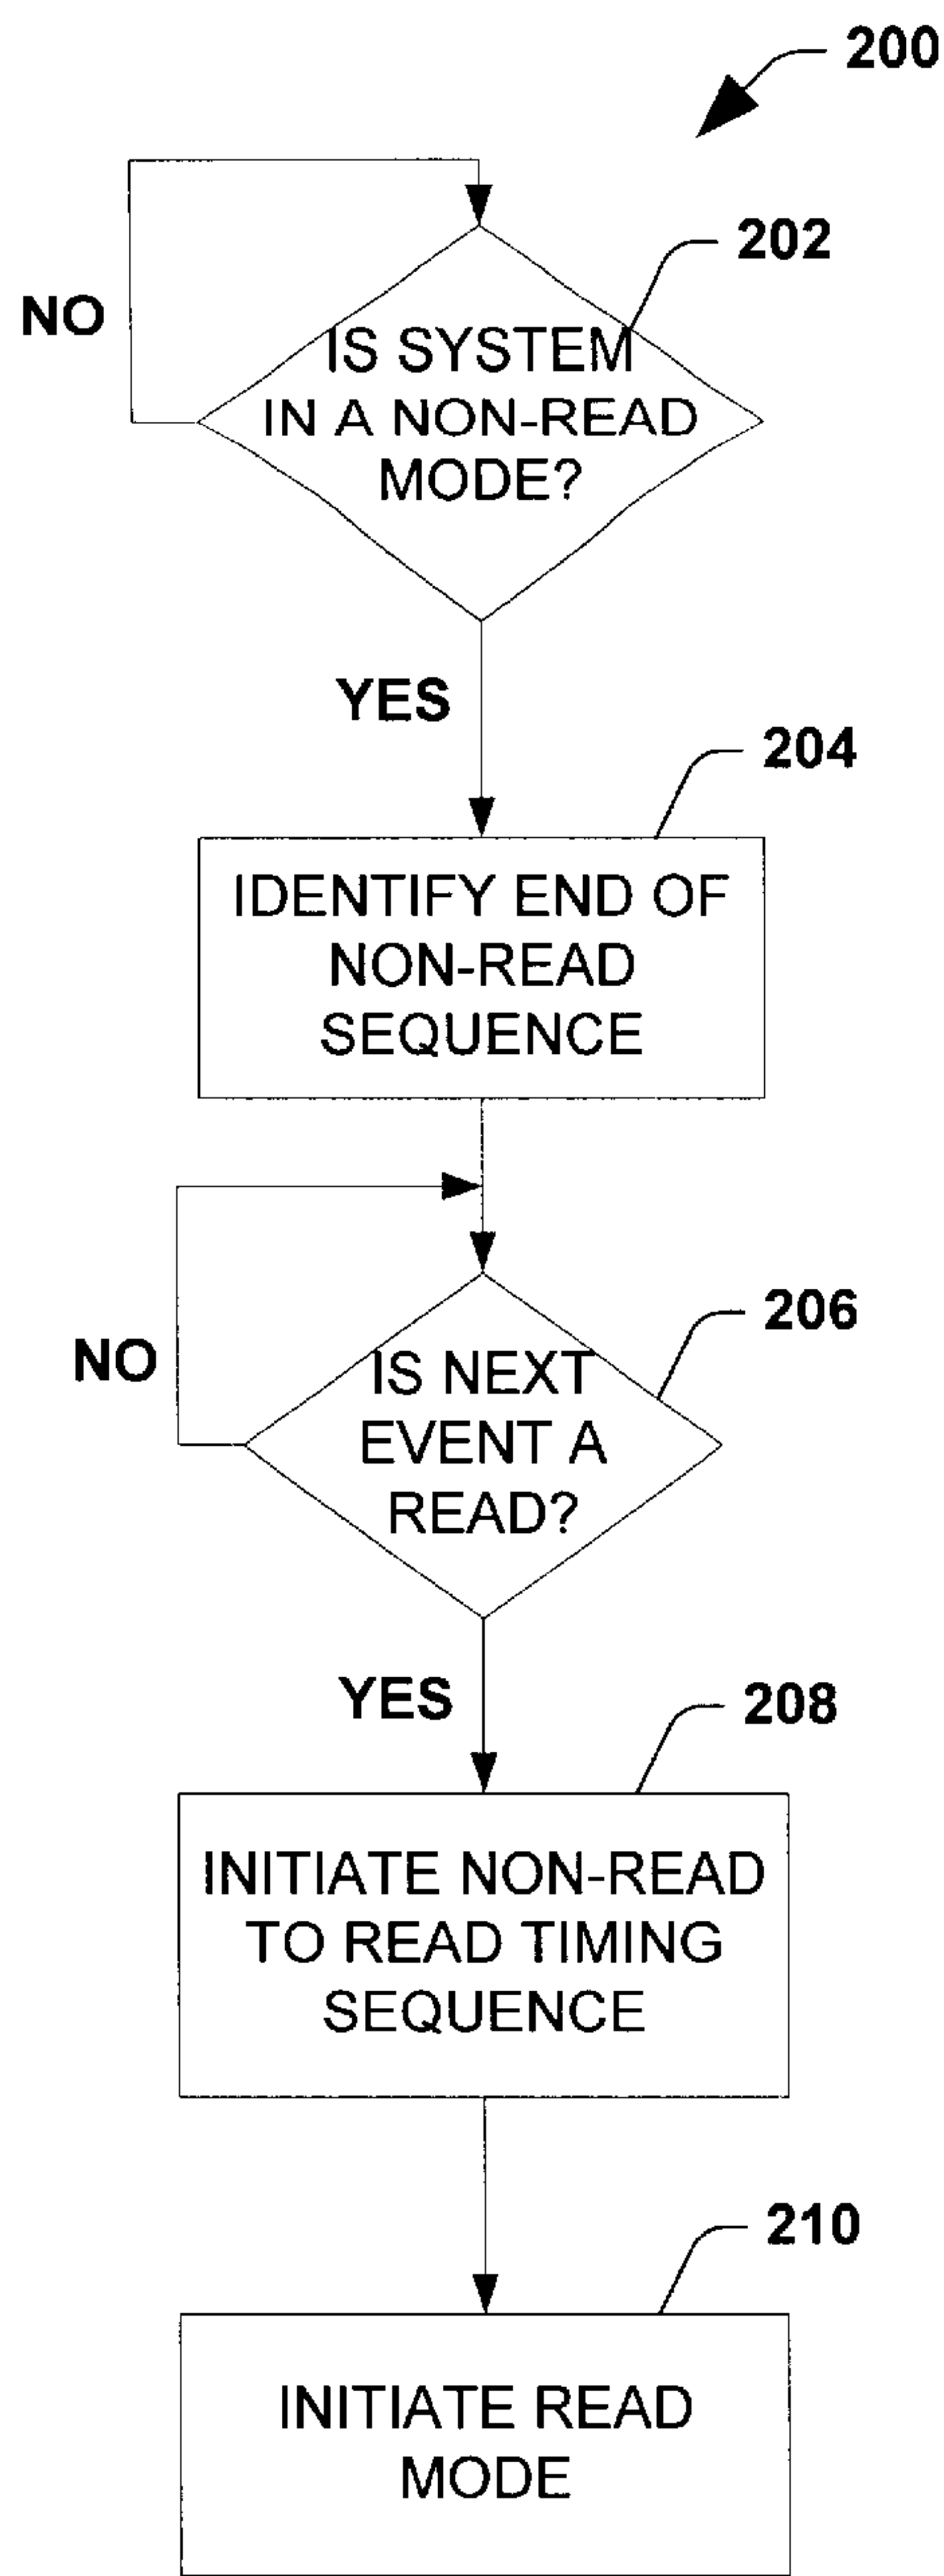 200
202
NO
IS SYSTEM
IN A NON-READ
MODE?
YES
204
IDENTIFY END OF
NON-READ
SEQUENCE
206
NO
IS NEXT
EVENT A
READ?
YES
208
INITIATE NON-READ
TO READ TIMING
SEQUENCE
210
INITIATE READ
MODE